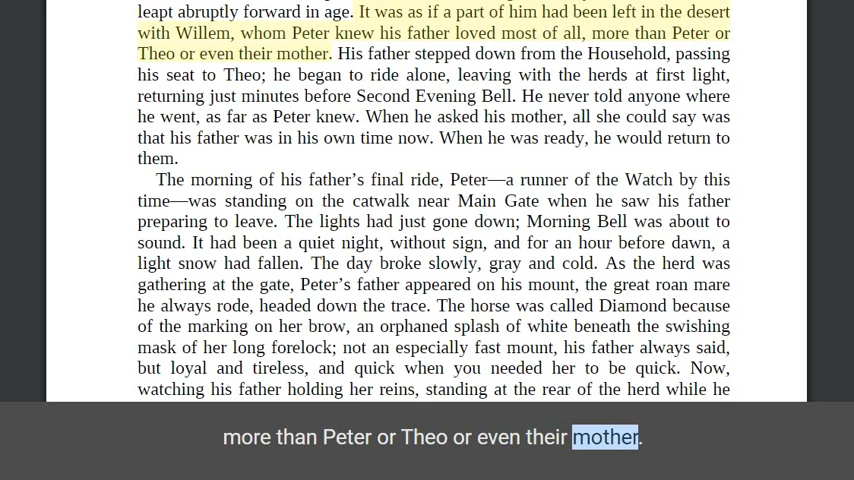 leapt abruptly forward in age. It was as if a part of him had been left in the desert
with Willem, whom Peter knew his father loved most of all, more than Peter or
Theo or even their mother. His father stepped down from the Household, passing
his seat to Theo; he began to ride alone, leaving with the herds at first light,
returning just minutes before Second Evening Bell. He never told anyone where
he went, as far as Peter knew. When he asked his mother, all she could say was
that his father was in his own time now. When he was ready, he would return to
them.
The morning of his father’s final ride, Peter—a runner of the Watch by this
time—was standing on the catwalk near Main Gate when he saw his father
preparing to leave. The lights had just gone down; Morning Bell was about to
sound. It had been a quiet night, without sign, and for an hour before dawn, a
light snow had fallen. The day broke slowly, gray and cold. As the herd was
gathering at the gate, Peter’s father appeared on his mount, the great roan mare
he always rode, headed down the trace. The horse was called Diamond because
of the marking on her brow, an orphaned splash of white beneath the swishing
mask of her long forelock; not an especially fast mount, his father always said,
but loyal and tireless, and quick when you needed her to be quick. Now,
watching his father holding her reins, standing at the rear of the herd while he
more than Peter or Theo or even their mother.